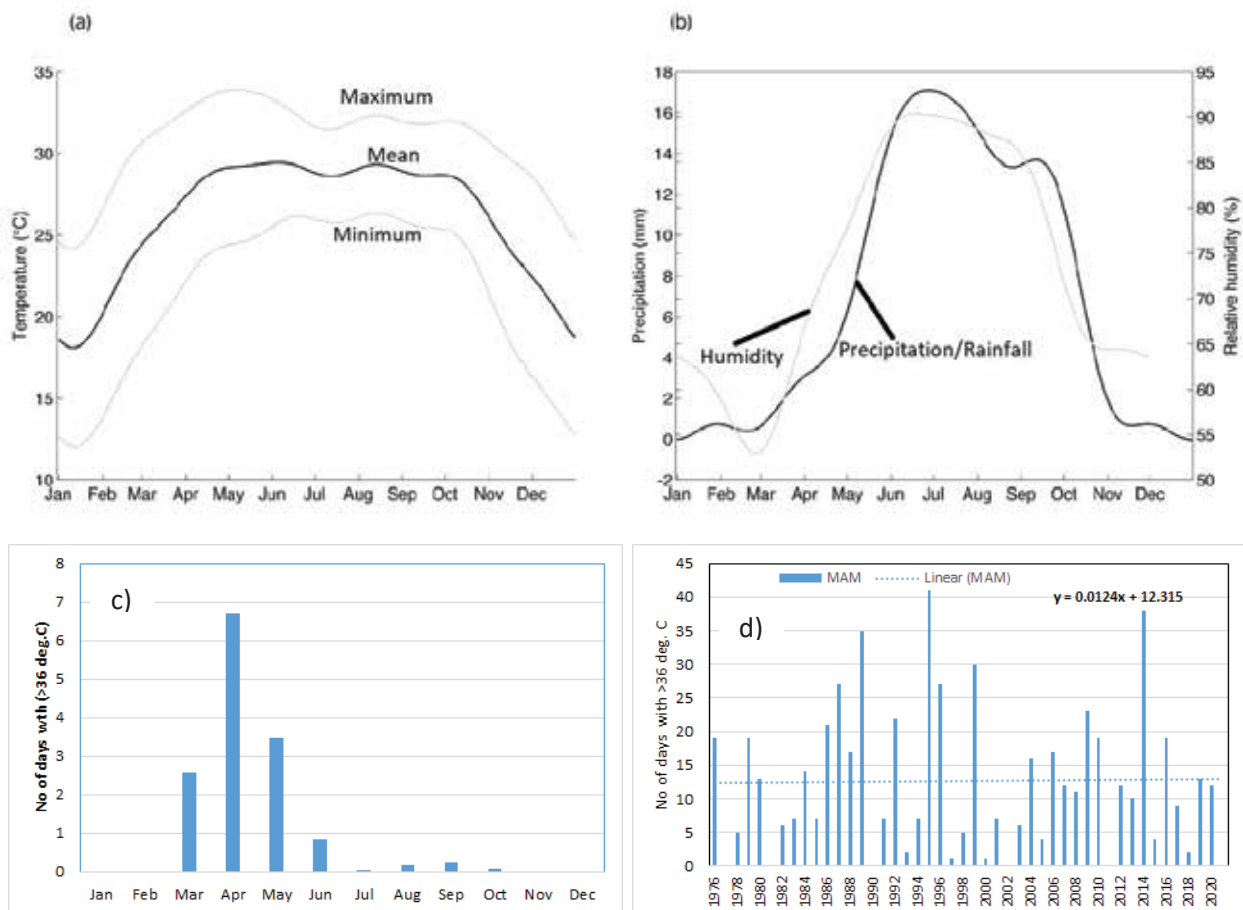 (a)
35
30
25
20
15
10
Temperature (°C)
Maximum
Mean
Minimum
Jan Feb Mar Apr May Jun Jul Aug Sep Oct Nov Dec
(b)
18
16
14
12
10
8
6
4
2
0
-2
Precipitation (mm)
95
90
85
80
75
70
65
60
55
50
Relative humidity (%)
Humidity
Precipitation/Rainfall
Jan Feb Mar Apr May Jun Jul Aug Sep Oct Nov Dec
c)
8
7
6
5
4
3
2
1
0
No of days wth (>36 deg.C)
Jan Feb Mar Apr May Jun Jul Aug Sep Oct Nov Dec
MAM Linear (MAM)
y = 0.0124x + 12.315
d)
45
40
35
30
25
20
15
10
5
0
No of days with >36 deg. C
1976 1978 1980 1982 1984 1986 1988 1990 1992 1994 1996 1998 2000 2002 2004 2006 2008 2010 2012 2014 2016 2018 2020